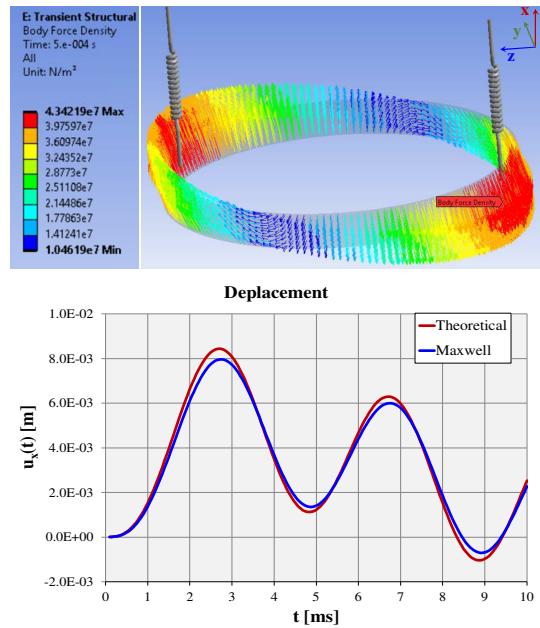 E: Transient Structural
Body Force Density
Time: 5.e-004 s
All
Unit: N/m³
4.34219e7 Max
3.97597e7
3.60974e7
3.24352e7
2.8773e7
2.51108e7
2.14486e7
1.77863e7
1.41241e7
1.04619e7 Min
x
y
z
Body Force Density
Deplacement
1.0E-02
8.0E-03
6.0E-03
4.0E-03
2.0E-03
0.0E+00
-2.0E-03
uₓ(t) [m]
Theoretical
Maxwell
0 1 2 3 4 5 6 7 8 9 10
t [ms]